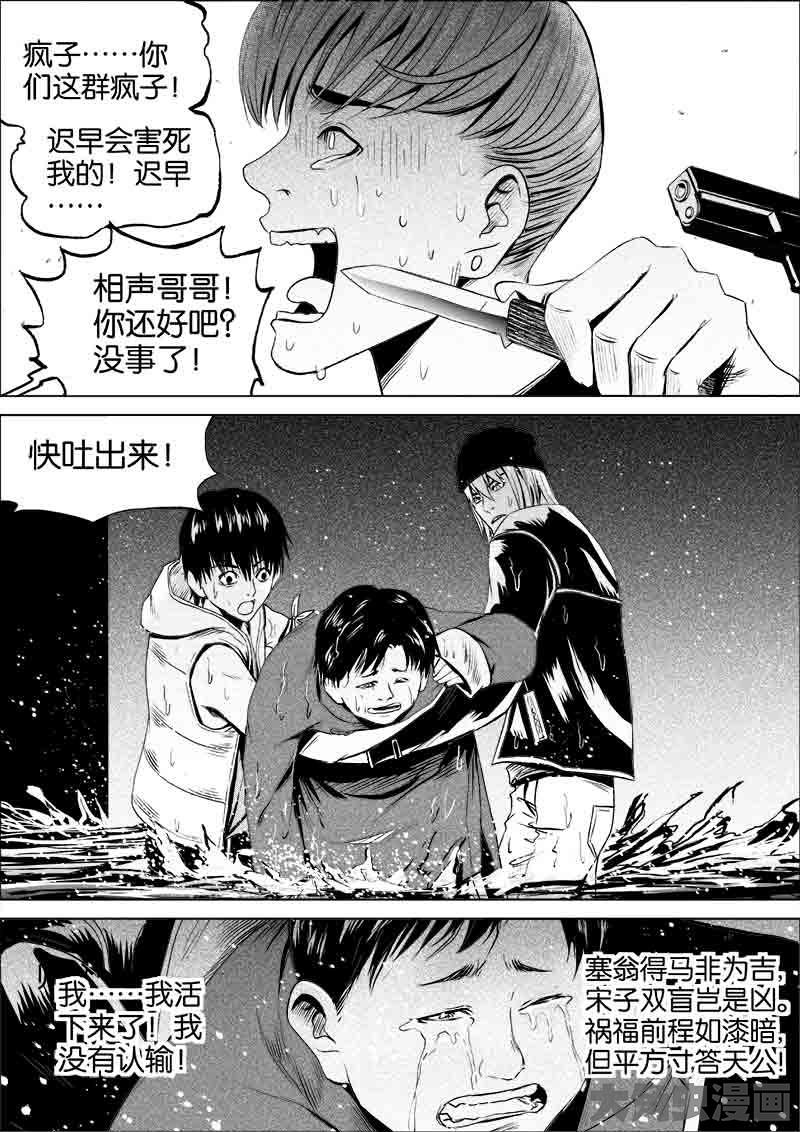 疯子……你
们这群疯子！
迟早会害死
我的！迟早
……
相声哥哥！
你还好吧？
没事了！
快吐出来！
我……我活
下来了！我
没有认输！
塞翁得马非为吉，
宋子双盲岂是凶。
祸福前程如漆暗，
但平方寸答天公！
漫画